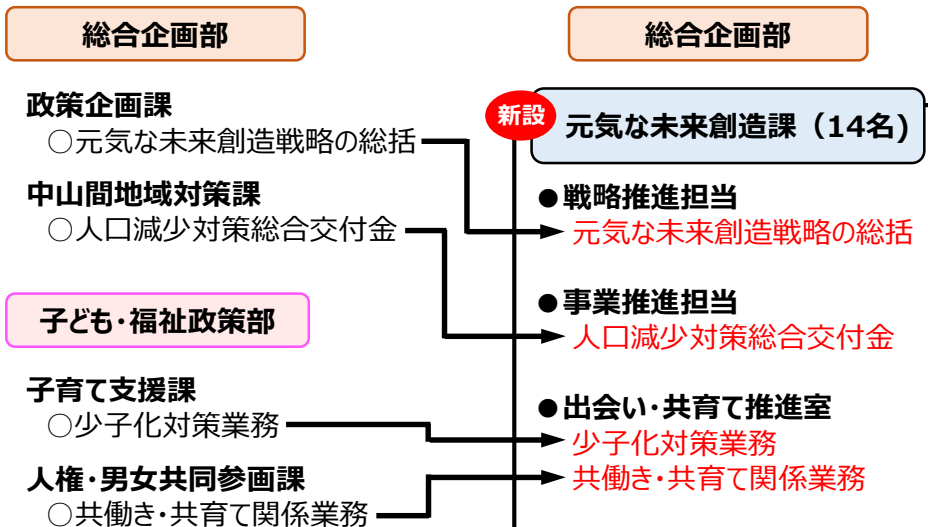 総合企画部
政策企画課
○元気な未来創造戦略の総括
中山間地域対策課
○人口減少対策総合交付金
子ども・福祉政策部
子育て支援課
○少子化対策業務
人権・男女共同参画課
○共働き・共育て関係業務
総合企画部
新設
元気な未来創造課（14名)
●戦略推進担当
元気な未来創造戦略の総括
●事業推進担当
人口減少対策総合交付金
●出会い・共育て推進室
少子化対策業務
共働き・共育て関係業務